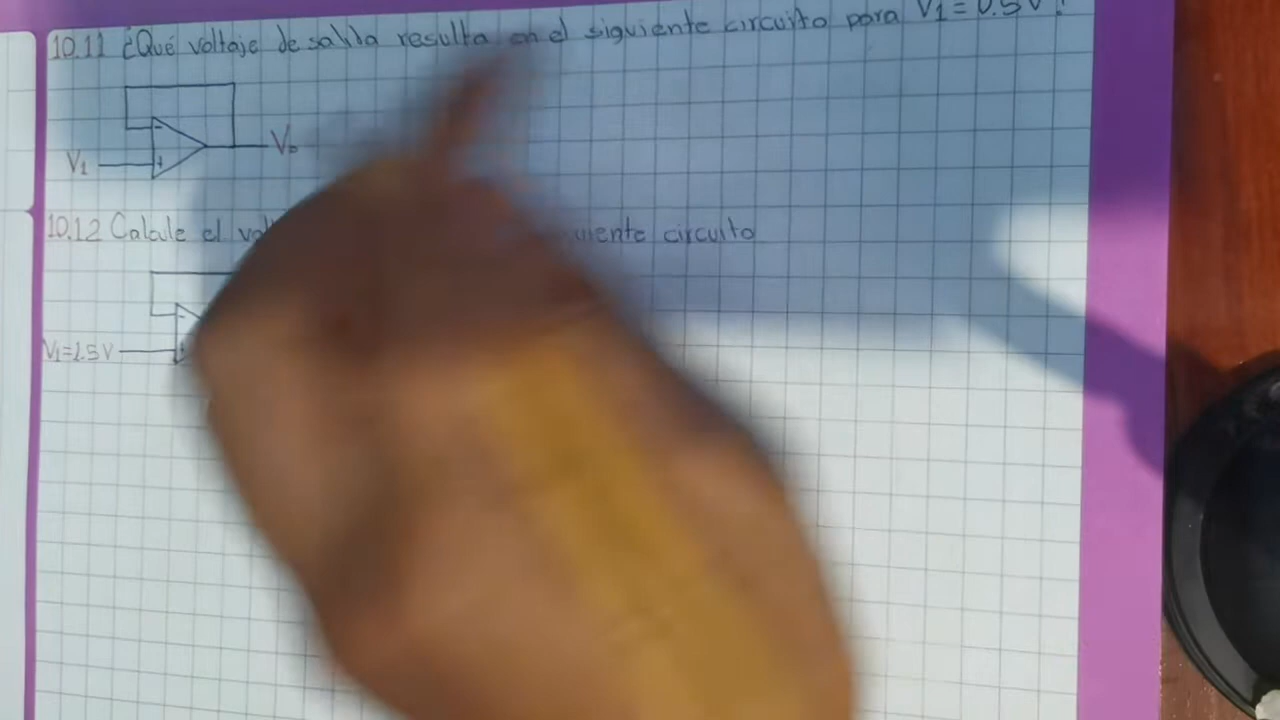 10.11 ¿Qué voltaje de salida resulta en el siguiente circuito para V1 = 0.5V?
V1 Vo
10.12 Calcule el circuito
V1=1.5V